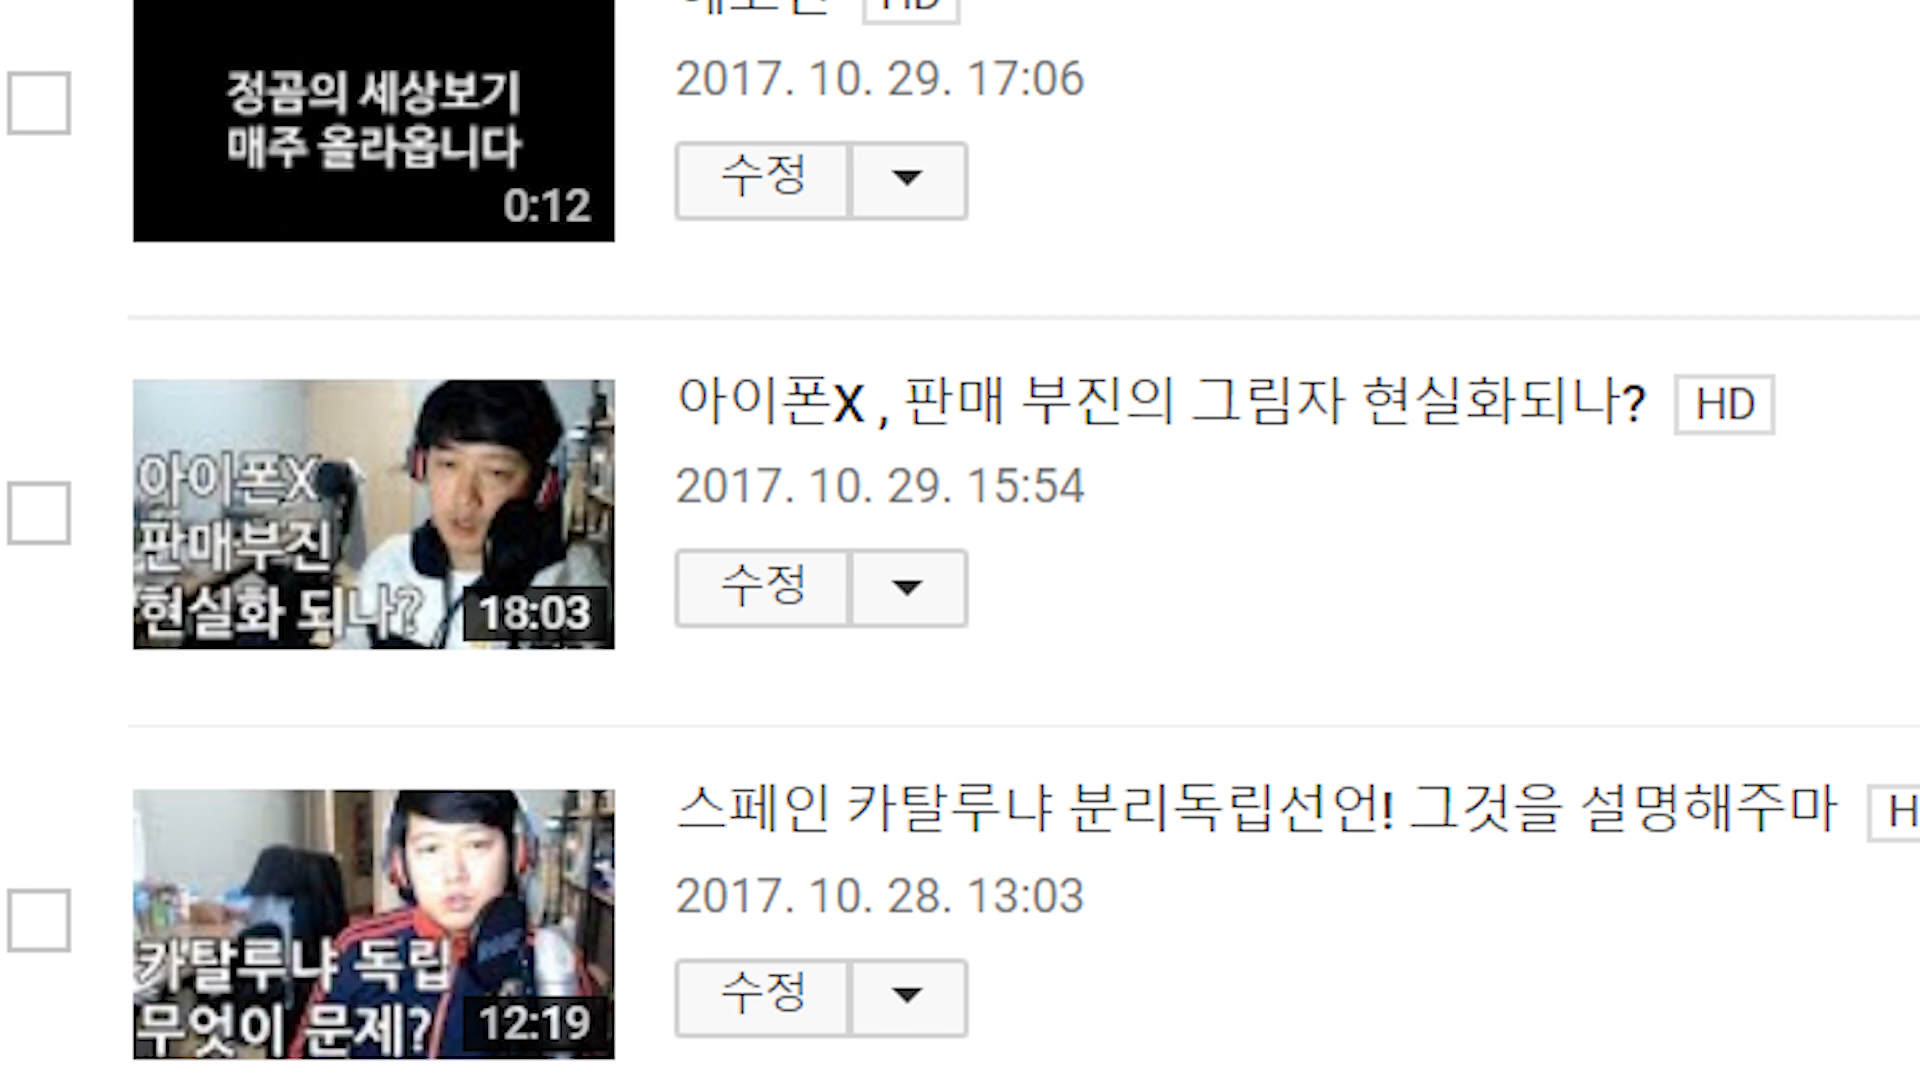 HD
정곰의 세상보기
매주 올라옵니다
0:12
2017. 10. 29. 17:06
수정
아이폰X , 판매 부진의 그림자 현실화되나? HD
아이폰X
판매부진
현실화 되나?
18:03
2017. 10. 29. 15:54
수정
스페인 카탈루냐 분리독립선언! 그것을 설명해주마 H
카탈루냐 독립
무엇이 문제?
12:19
2017. 10. 28. 13:03
수정